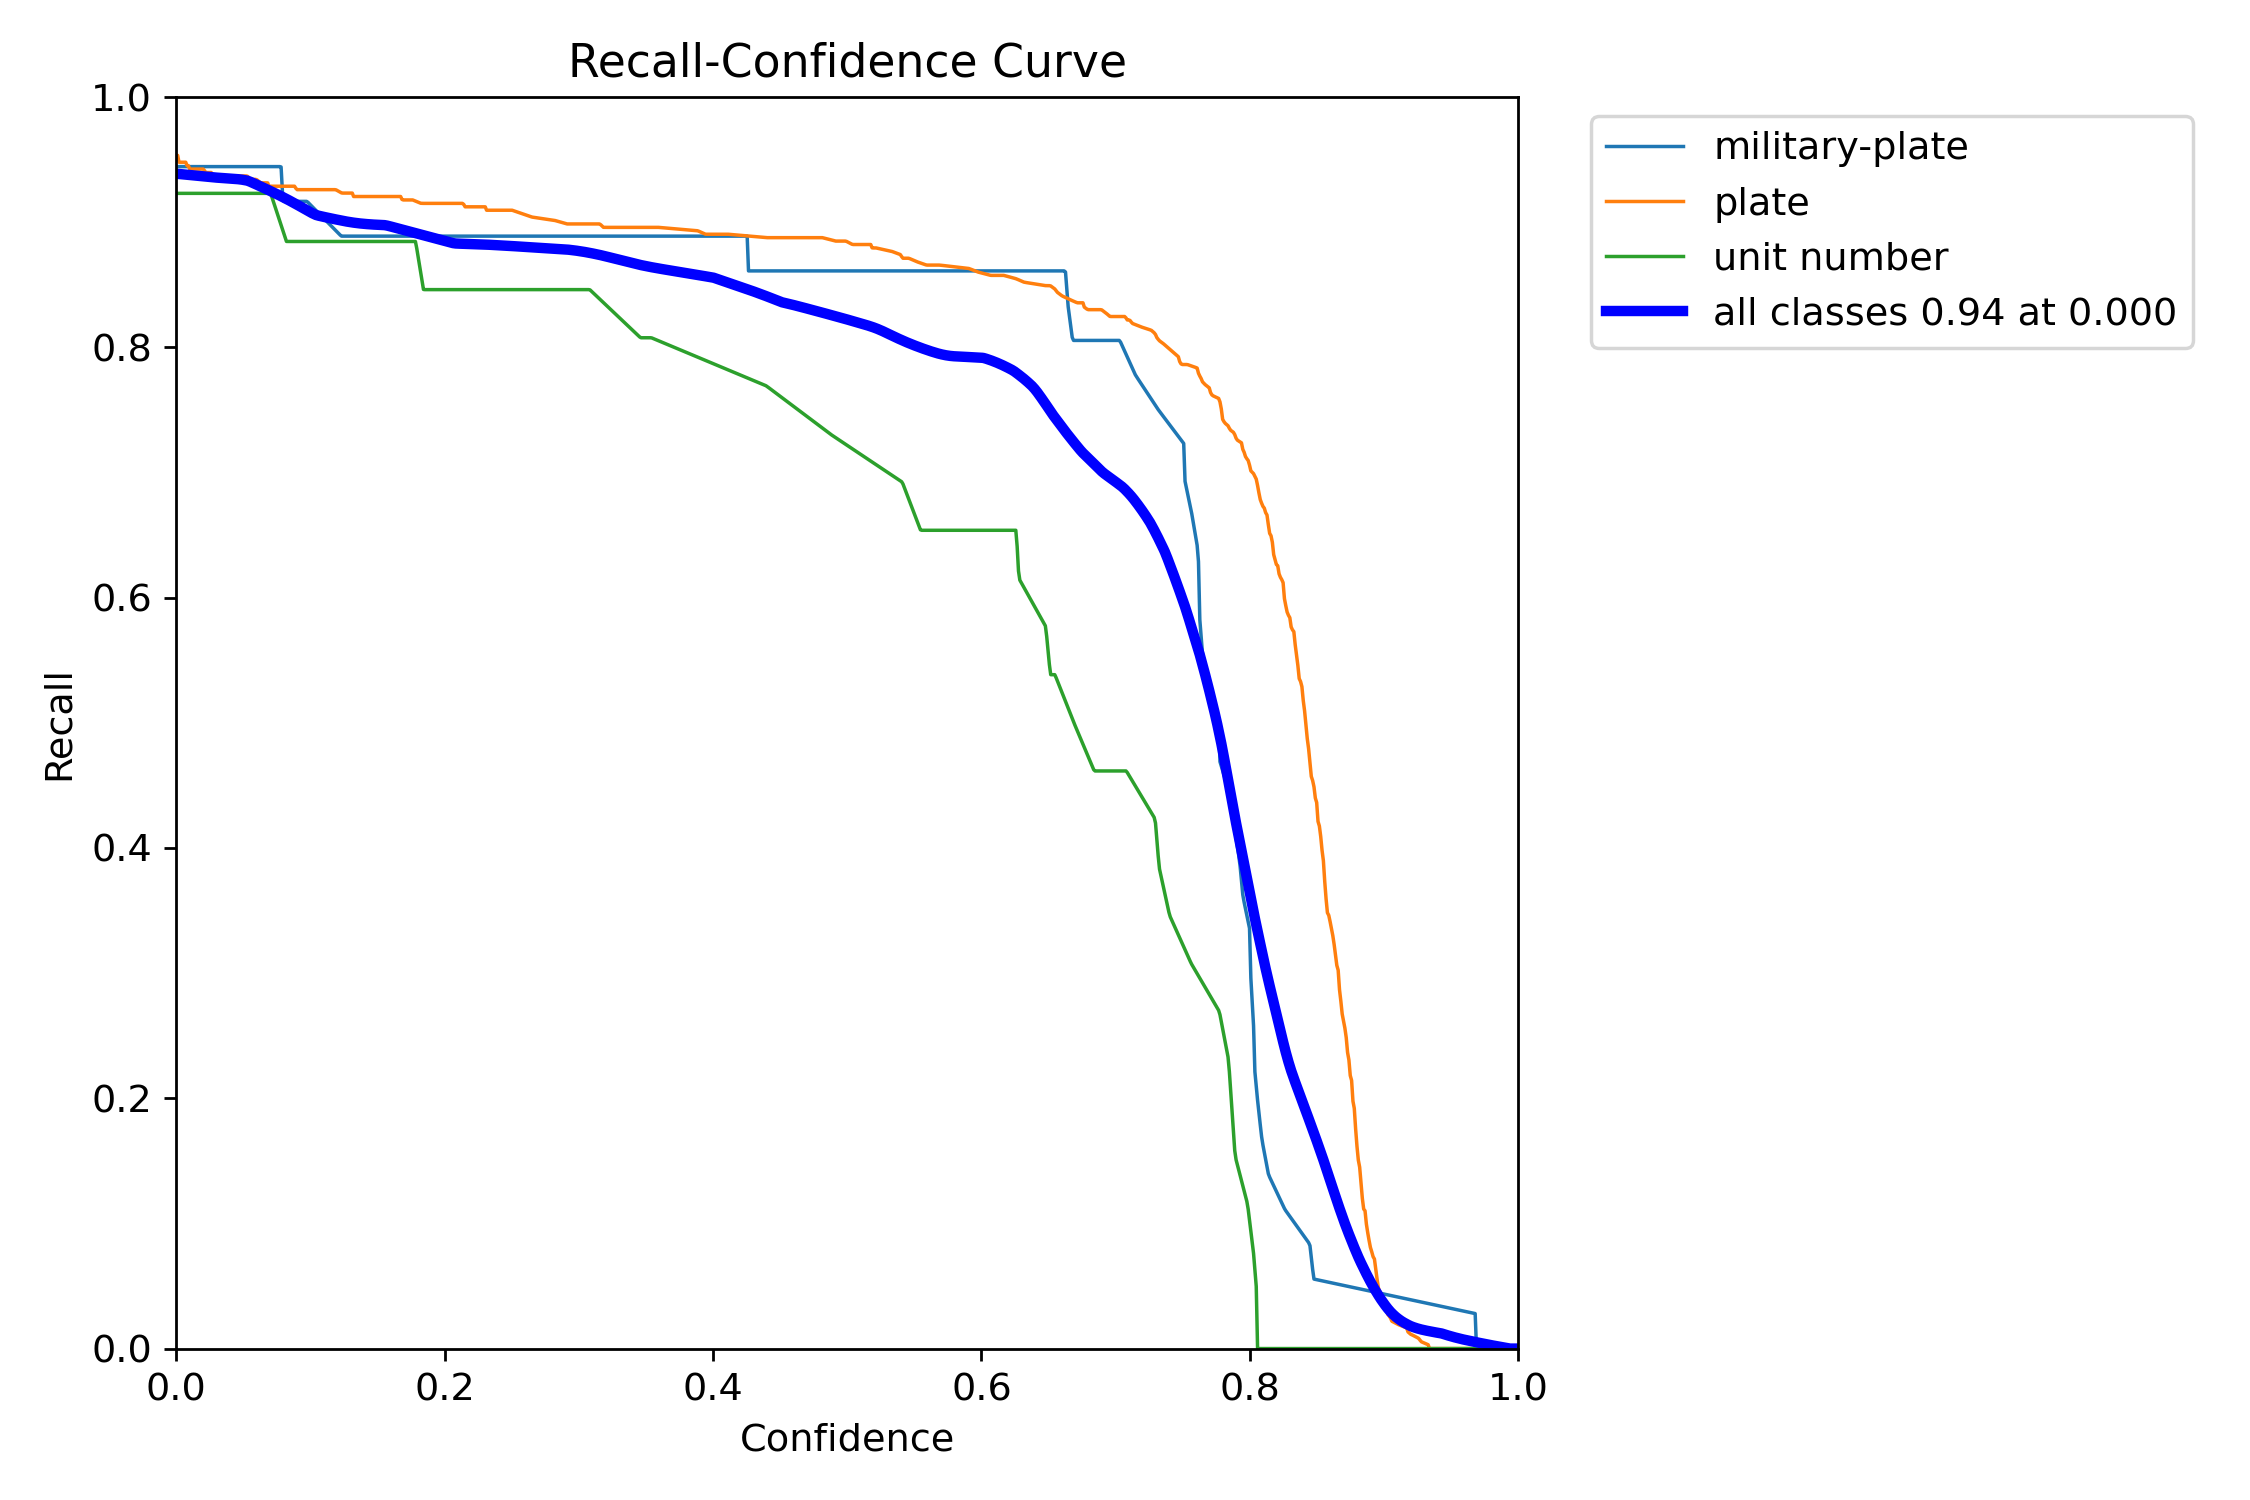 Recall-Confidence Curve
1.0
0.8
0.6
0.4
0.2
0.0
Recall
0.0 0.2 0.4 0.6 0.8 1.0
Confidence
military-plate
plate
unit number
all classes 0.94 at 0.000